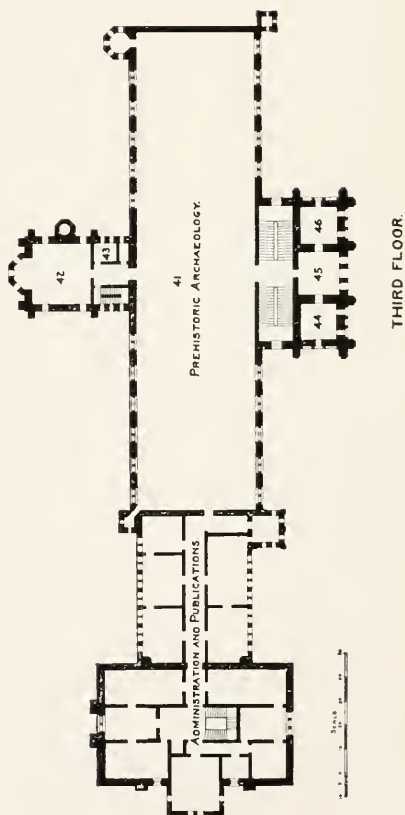 42
43
41
PREHISTORIC ARCHAEOLOGY.
44
45
46
ADMINISTRATION AND PUBLICATIONS
SCALE
THIRD FLOOR.